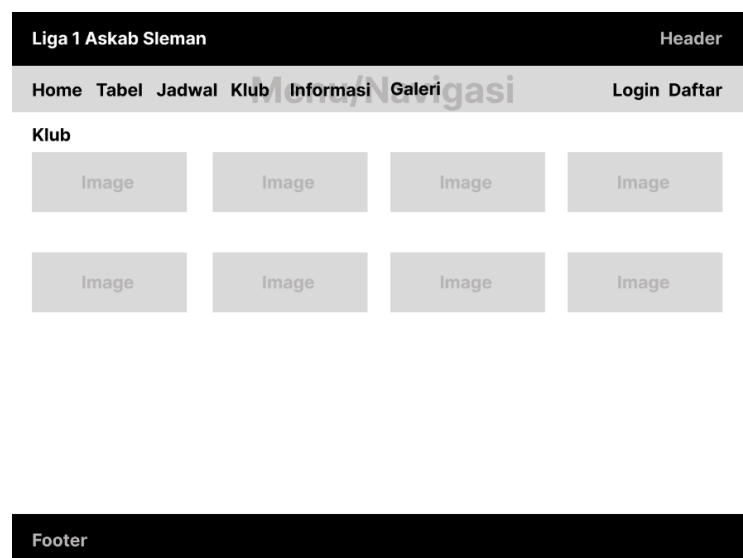 Liga 1 Askab Sleman Header
Menu/Navigasi
Home Tabel Jadwal Klub Informasi Galeri Login Daftar
Klub
Image Image Image Image
Image Image Image Image
Footer